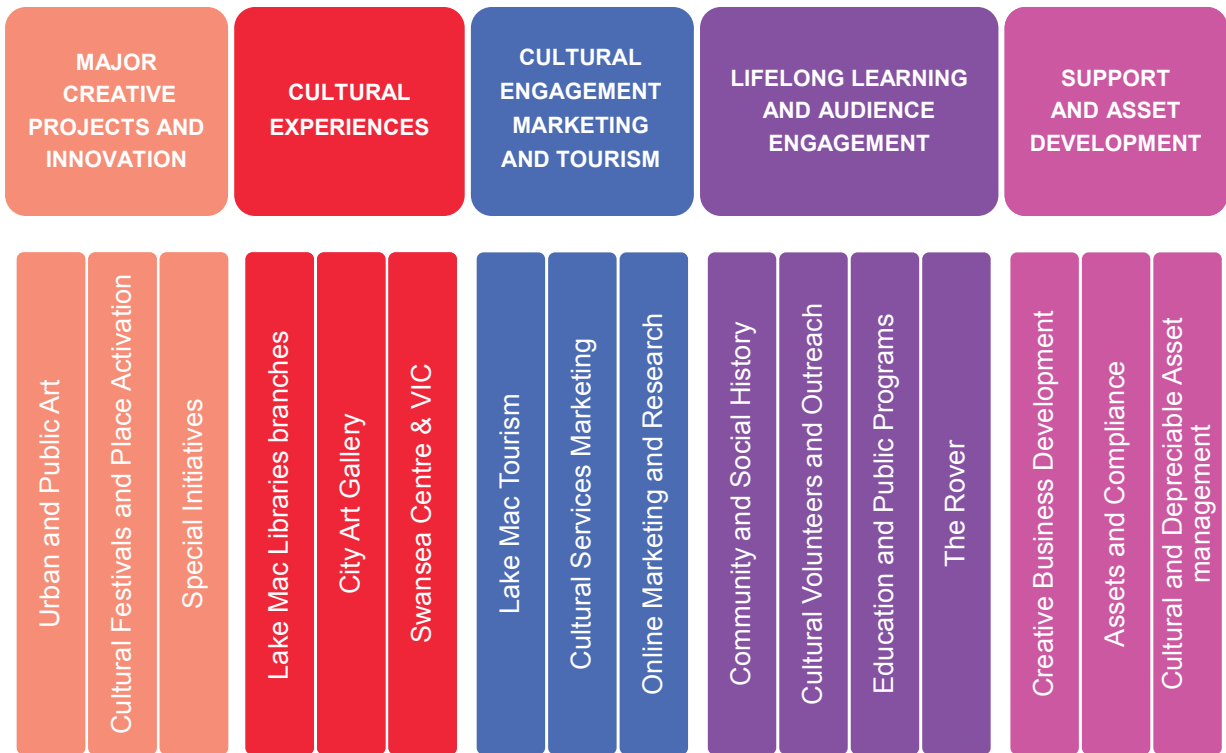 MAJOR
CREATIVE
PROJECTS AND
INNOVATION
CULTURAL
EXPERIENCES
CULTURAL
ENGAGEMENT
MARKETING
AND TOURISM
LIFELONG LEARNING
AND AUDIENCE
ENGAGEMENT
SUPPORT
AND ASSET
DEVELOPMENT
Urban and Public Art
Cultural Festivals and Place Activation
Special Initiatives
Lake Mac Libraries branches
City Art Gallery
Swansea Centre & VIC
Lake Mac Tourism
Cultural Services Marketing
Online Marketing and Research
Community and Social History
Cultural Volunteers and Outreach
Education and Public Programs
The Rover
Creative Business Development
Assets and Compliance
Cultural and Depreciable Asset
management